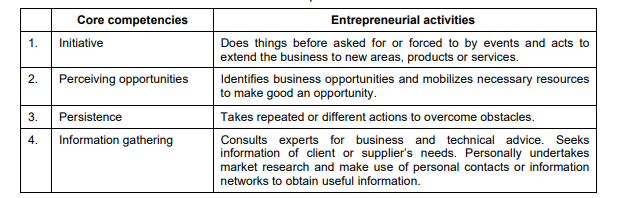 Core competencies Entrepreneurial activities
1. Initiative Does things before asked for or forced to by events and acts to
extend the business to new areas, products or services.
2. Perceiving opportunities Identifies business opportunities and mobilizes necessary resources
to make good an opportunity.
3. Persistence Takes repeated or different actions to overcome obstacles.
4. Information gathering Consults experts for business and technical advice. Seeks
information of client or supplier's needs. Personally undertakes
market research and make use of personal contacts or information
networks to obtain useful information.